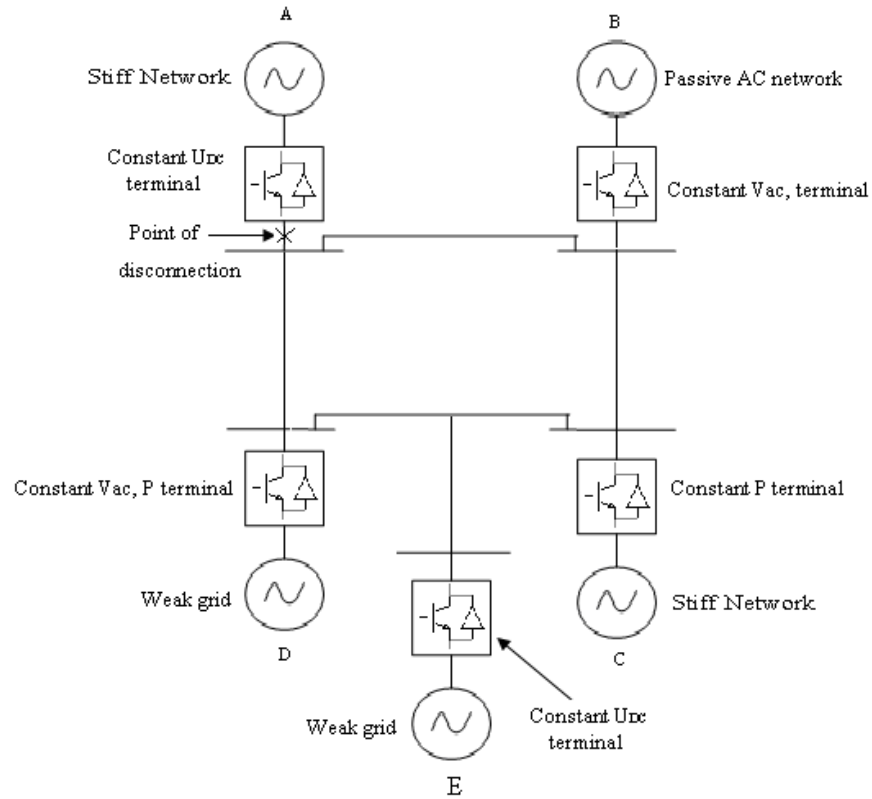 A
B
Stiff Network
Passive AC network
Constant UDC
terminal
Constant Vac, terminal
Point of
disconnection
Constant Vac, P terminal
Constant P terminal
Weak grid
Stiff Network
D
C
Constant UDC
terminal
Weak grid
E